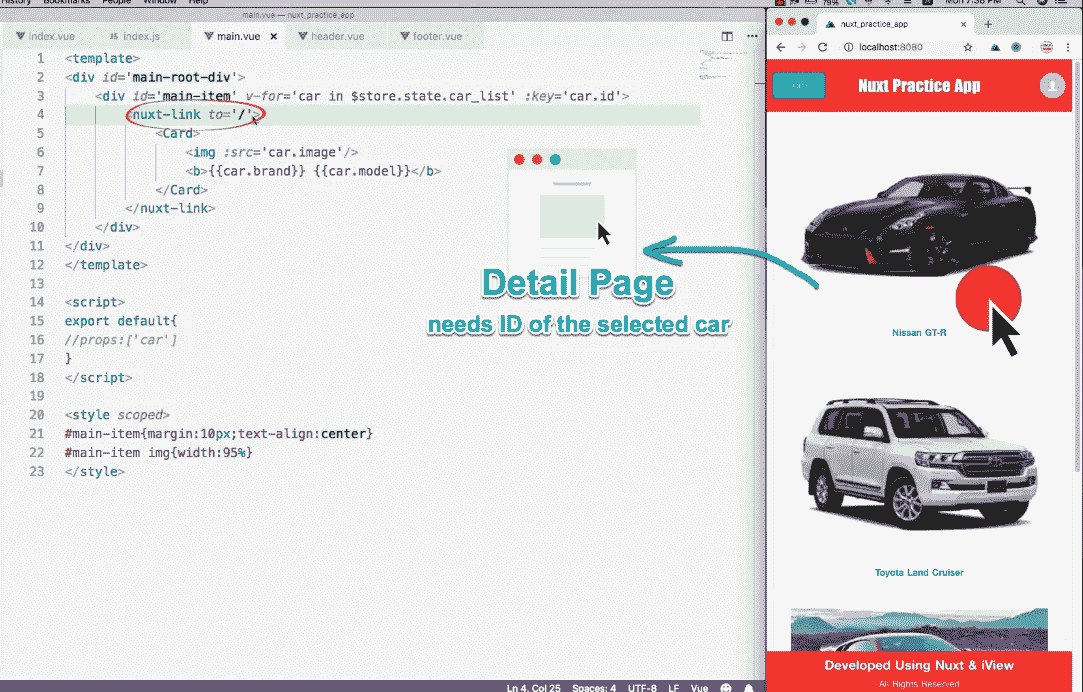 History Bookmarks People Window Help
79% Mon 7:38 PM
main.vue — nuxt_practice_app
index.vue
index.js
main.vue
header.vue
footer.vue
1 <template>
2 <div id='main-root-div'>
3 <div id='main-item' v-for='car in $store.state.car_list' :key='car.id'>
4 <nuxt-link to='/'>
5 <Card>
6 <img :src='car.image'/>
7 <b>{{car.brand}} {{car.model}}</b>
8 </Card>
9 </nuxt-link>
10 </div>
11 </div>
12 </template>
13
14 <script>
15 export default{
16 //props:['car']
17 }
18 </script>
19
20 <style scoped>
21 #main-item{margin:10px;text-align:center}
22 #main-item img{width:95%}
23 </style>
Detail Page
needs ID of the selected car
Ln 4, Col 25 Spaces: 4 UTF-8 LF Vue
nuxt_practice_app
localhost:8080
Nuxt Practice App
Nissan GT-R
Toyota Land Cruiser
Developed Using Nuxt & iView
All Rights Reserved